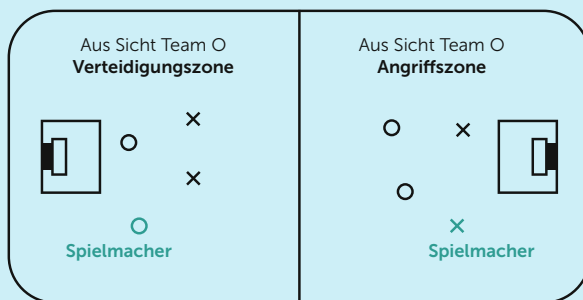 Aus Sicht Team O
Verteidigungszone
Spielmacher
Aus Sicht Team O
Angriffszone
Spielmacher